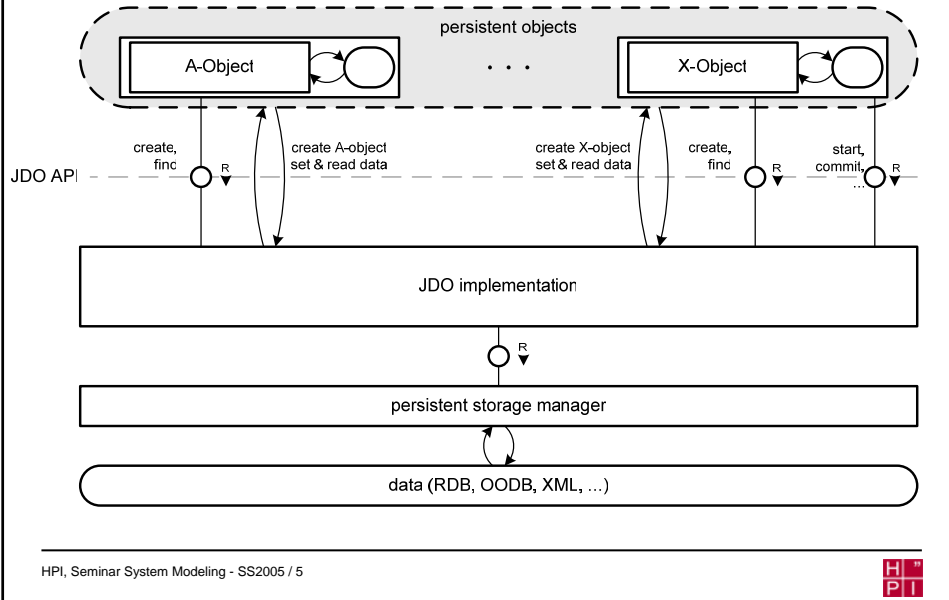 persistent objects
A-Object
. . .
X-Object
create,
find
R
create A-object
set & read data
create X-object
set & read data
create,
find
R
start,
commit,
...
R
JDO API
JDO implementation
R
persistent storage manager
data (RDB, OODB, XML, ...)
HPI, Seminar System Modeling - SS2005 / 5
H ”
P I